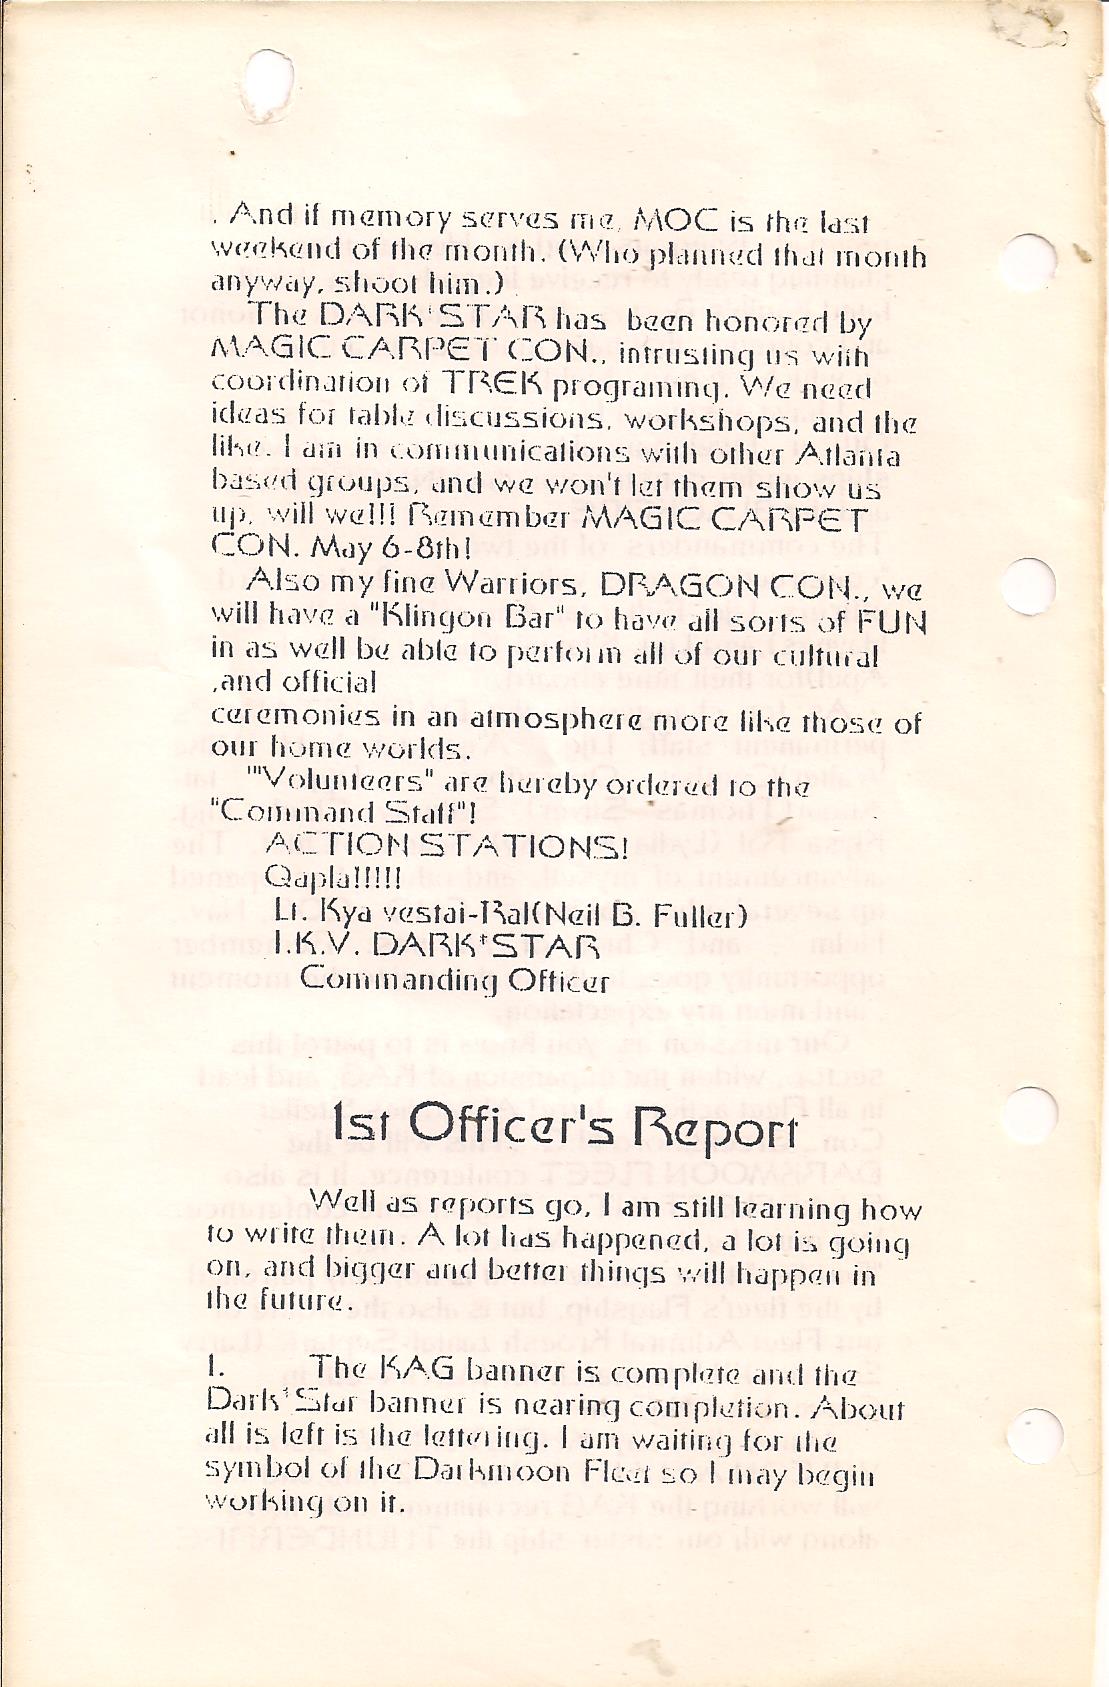 . And if memory serves me, MOC is the last
weekend of the month. (Who planned that month
anyway, shoot him.)
The DARK*STAR has been honored by
MAGIC CARPET CON., intrusting us with
coordination of TREK programing. We need
ideas for table discussions, workshops, and the
like. I am in communications with other Atlanta
based groups, and we won't let them show us
up, will we!!! Remember MAGIC CARPET
CON. May 6-8th!
Also my fine Warriors, DRAGON CON., we
will have a "Klingon Bar" to have all sorts of FUN
in as well be able to perform all of our cultural
,and official
ceremonies in an atmosphere more like those of
our home worlds.
""Volunteers" are hereby ordered to the
"Command Staff"!
ACTION STATIONS!
Qapla!!!!!
Lt. Kya vestai-Ral(Neil B. Fuller)
I.K.V. DARK*STAR
Commanding Officer
1st Officer's Report
Well as reports go, I am still learning how
to write them. A lot has happened, a lot is going
on, and bigger and better things will happen in
the future.
I. The KAG banner is complete and the
Dark*Star banner is nearing completion. About
all is left is the lettering. I am waiting for the
symbol of the Darkmoon Fleet so I may begin
working on it.